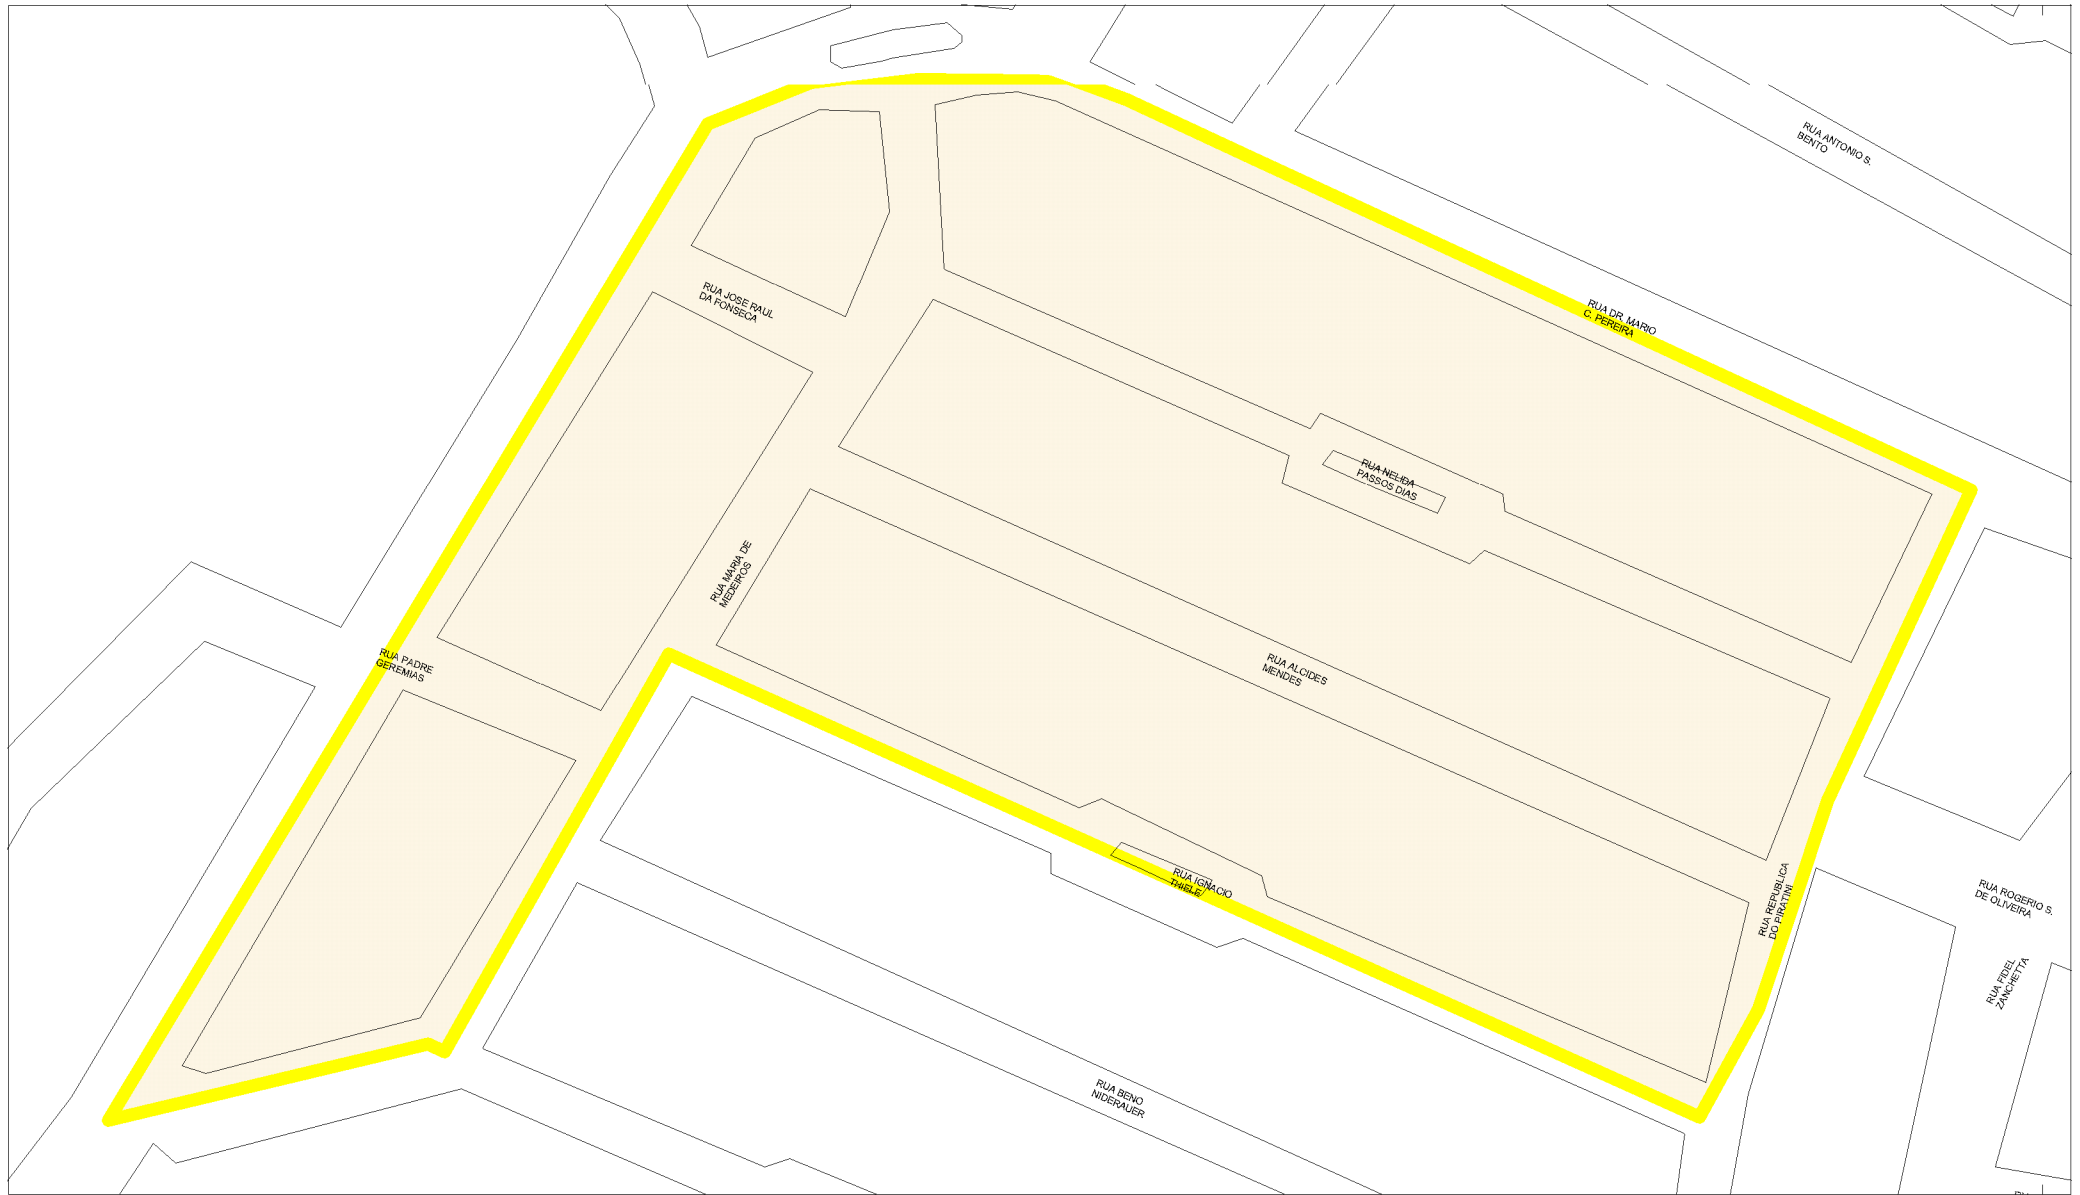 RUA ANTONIO S.
BENTO
RUA JOSE RAUL
DA FONSECA
RUA DR. MARIO
C. PEREIRA
RUA NELIDA
PASSOS DIAS
RUA MARIA DE
MEDEIROS
RUA PADRE
GEREMIAS
RUA ALCIDES
MENDES
RUA IGNACIO
THIELE
RUA REPUBLICA
DO PIRATINI
RUA ROGERIO S.
DE OLIVEIRA
RUA FIDEL
ZANCHETTA
RUA BENO
NIDERAUER